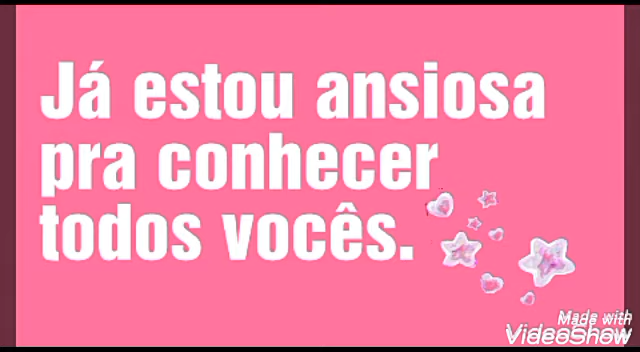 Já estou ansiosa
pra conhecer
todos vocês.
Made with
VideoShow